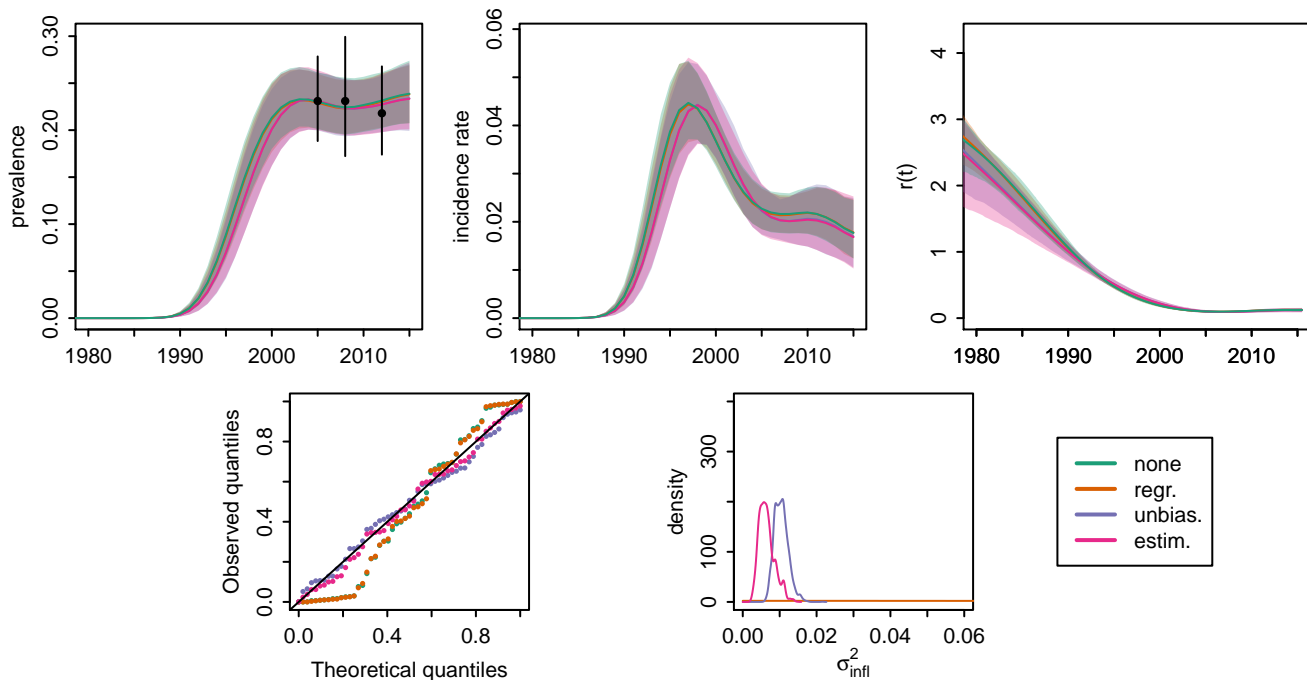 prevalence
0.00 0.10 0.20 0.30
1980 1990 2000 2010
incidence rate
0.00 0.02 0.04 0.06
1980 1990 2000 2010
r(t)
0 1 2 3 4
1980 1990 2000 2010
Observed quantiles
0.0 0.4 0.8
0.0 0.4 0.8
Theoretical quantiles
density
0 100 300
0.00 0.02 0.04 0.06
σ²infl
none
regr.
unbias.
estim.